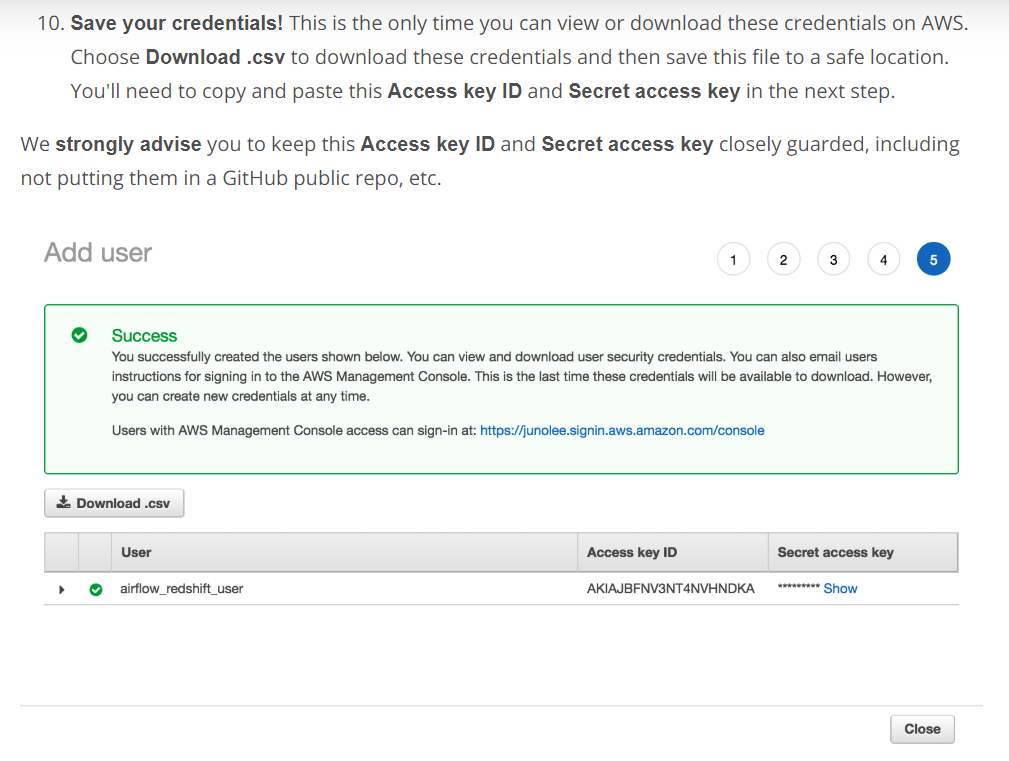 10. Save your credentials! This is the only time you can view or download these credentials on AWS.
Choose Download .csv to download these credentials and then save this file to a safe location.
You'll need to copy and paste this Access key ID and Secret access key in the next step.
We strongly advise you to keep this Access key ID and Secret access key closely guarded, including
not putting them in a GitHub public repo, etc.
Add user
1 2 3 4 5
Success
You successfully created the users shown below. You can view and download user security credentials. You can also email users
instructions for signing in to the AWS Management Console. This is the last time these credentials will be available to download. However,
you can create new credentials at any time.
Users with AWS Management Console access can sign-in at: https://junolee.signin.aws.amazon.com/console
Download .csv
User Access key ID Secret access key
airflow_redshift_user AKIAJBFNV3NT4NVHNDKA ********* Show
Close